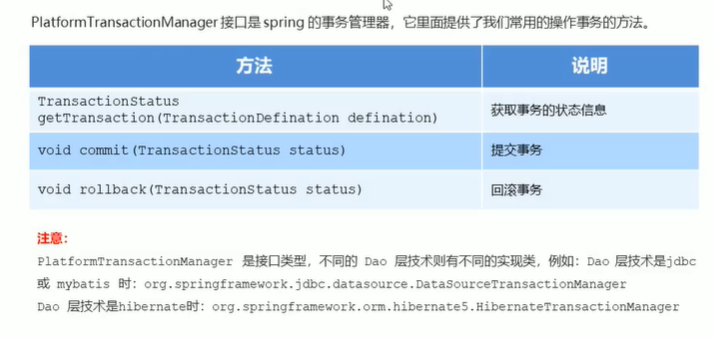 PlatformTransactionManager 接口是 spring 的事务管理器，它里面提供了我们常用的操作事务的方法。
方法 说明
TransactionStatus
getTransaction(TransactionDefination defination) 获取事务的状态信息
void commit(TransactionStatus status) 提交事务
void rollback(TransactionStatus status) 回滚事务
注意：
PlatformTransactionManager 是接口类型，不同的 Dao 层技术则有不同的实现类，例如：Dao 层技术是jdbc
或 mybatis 时：org.springframework.jdbc.datasource.DataSourceTransactionManager
Dao 层技术是hibernate时：org.springframework.orm.hibernate5.HibernateTransactionManager